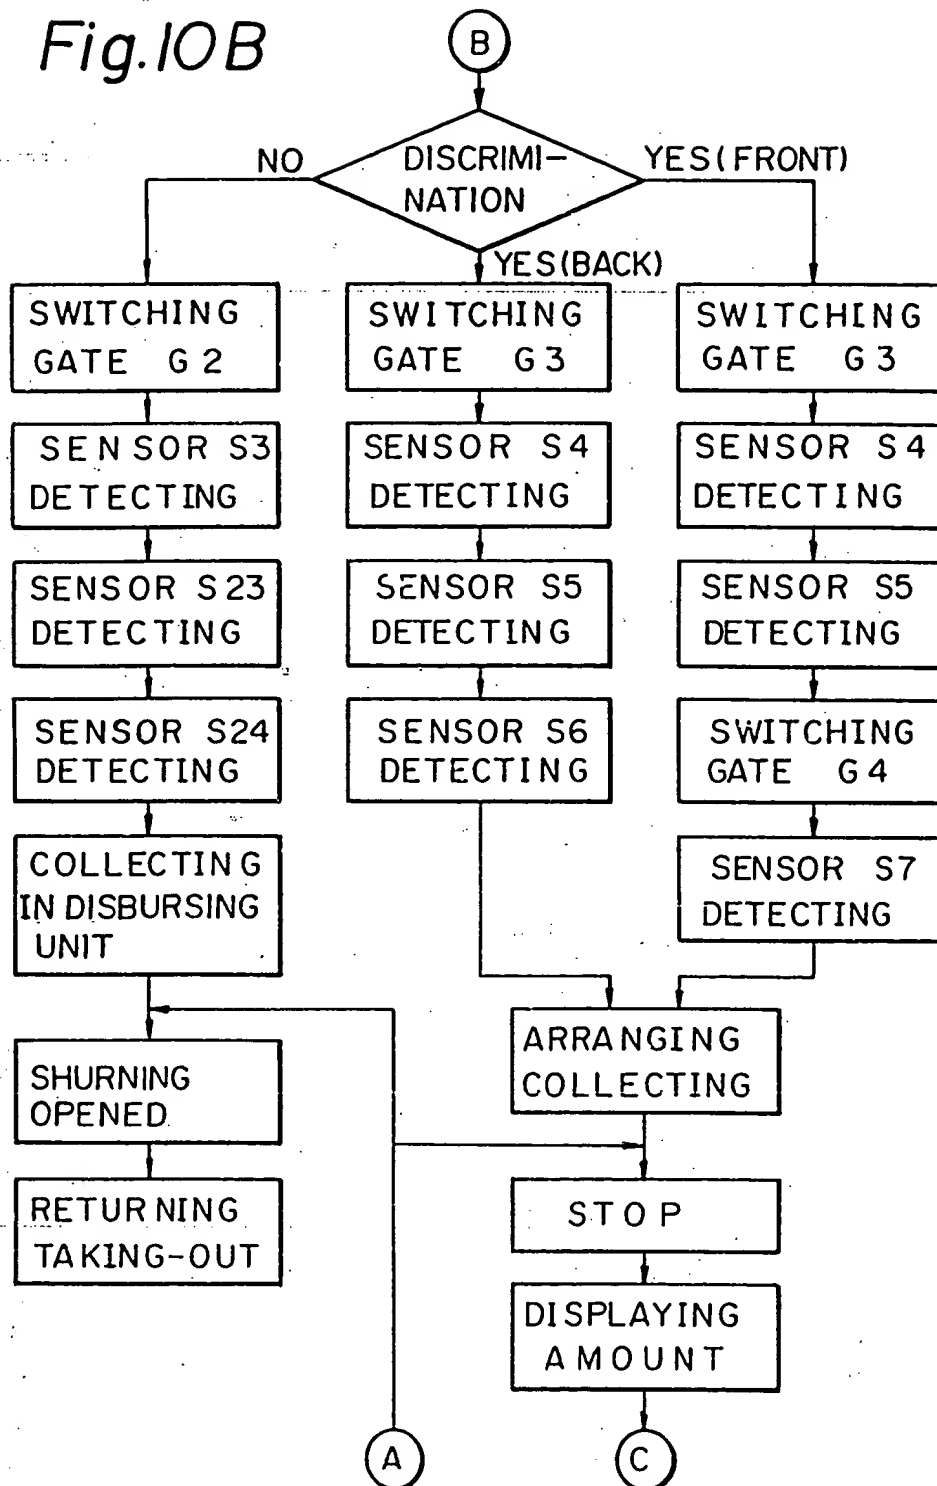 Fig.10B
B
DISCRIMI-
NATION
NO
YES(BACK)
YES(FRONT)
SWITCHING
GATE G2
SENSOR S3
DETECTING
SENSOR S23
DETECTING
SENSOR S24
DETECTING
COLLECTING
IN DISBURSING
UNIT
SHURNING
OPENED
RETURNING
TAKING-OUT
SWITCHING
GATE G3
SENSOR S4
DETECTING
SENSOR S5
DETECTING
SENSOR S6
DETECTING
SWITCHING
GATE G3
SENSOR S4
DETECTING
SENSOR S5
DETECTING
SWITCHING
GATE G4
SENSOR S7
DETECTING
ARRANGING
COLLECTING
STOP
DISPLAYING
AMOUNT
A
C